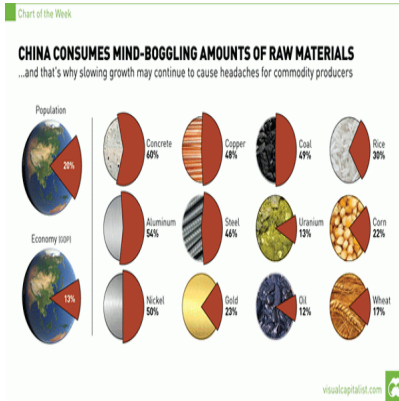 Chart of the Week
CHINA CONSUMES MIND-BOGGLING AMOUNTS OF RAW MATERIALS
...and that's why slowing growth may continue to cause headaches for commodity producers
Population
20%
Economy (GDP)
13%
Concrete
60%
Copper
48%
Coal
49%
Rice
30%
Aluminum
54%
Steel
46%
Uranium
13%
Corn
22%
Nickel
50%
Gold
23%
Oil
12%
Wheat
17%
visualcapitalist.com